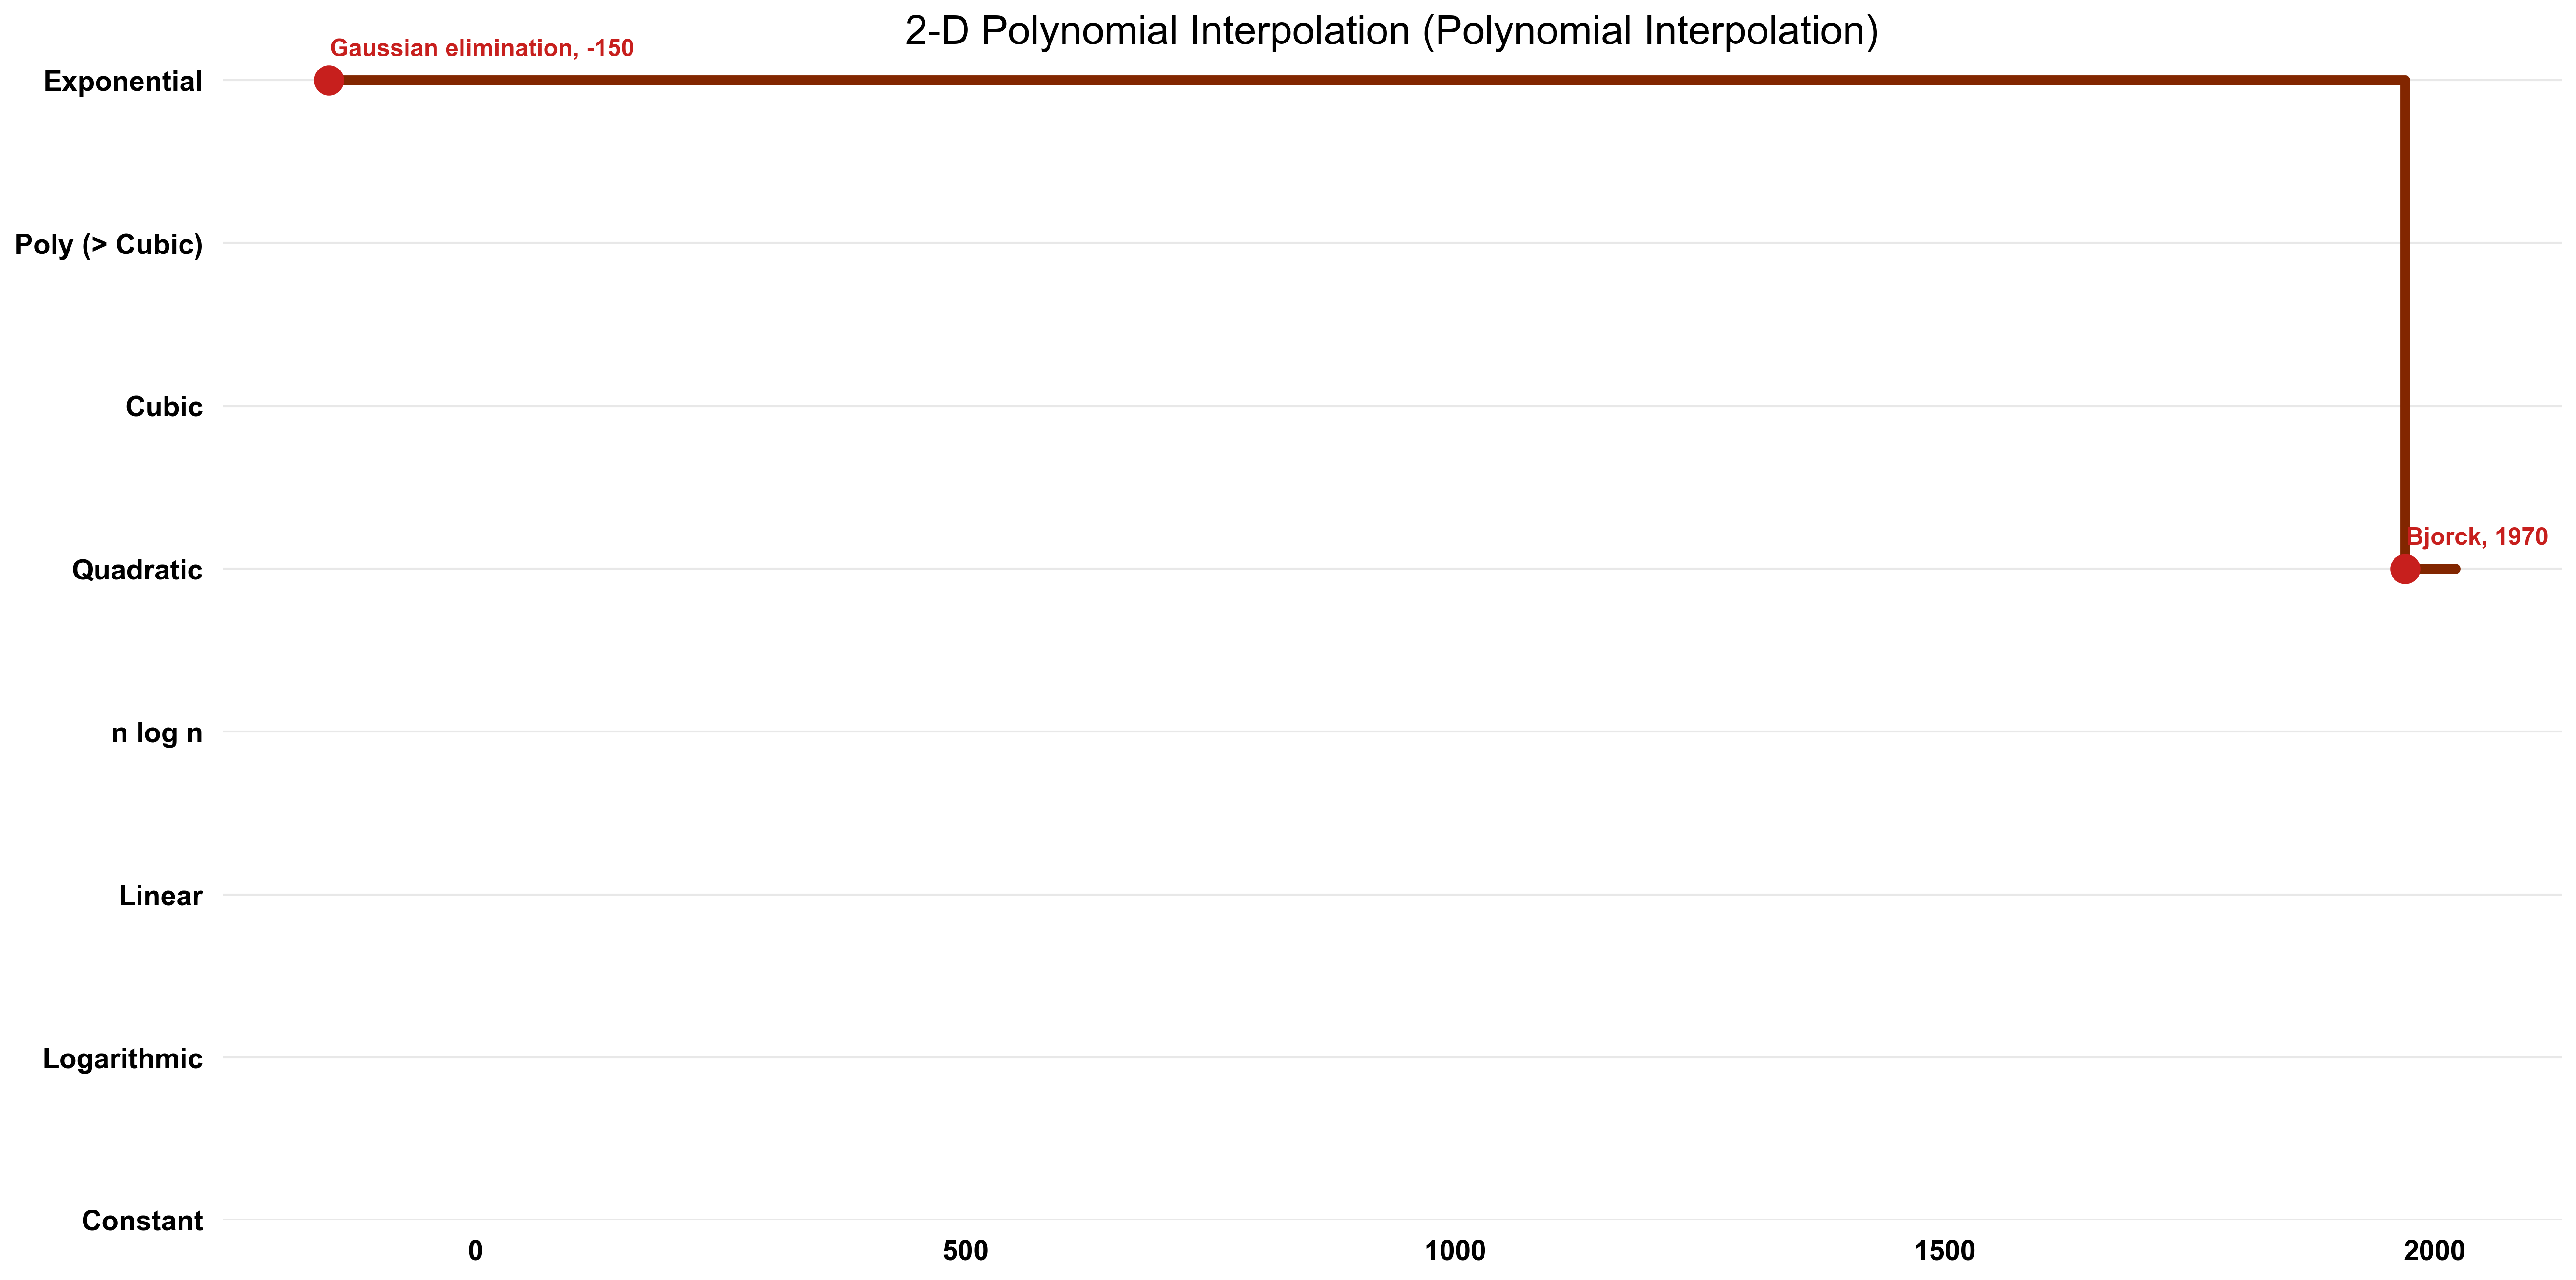 2-D Polynomial Interpolation (Polynomial Interpolation)
Gaussian elimination, -150
Exponential
Poly (> Cubic)
Cubic
Bjorck, 1970
Quadratic
n log n
Linear
Logarithmic
Constant
0 500 1000 1500 2000